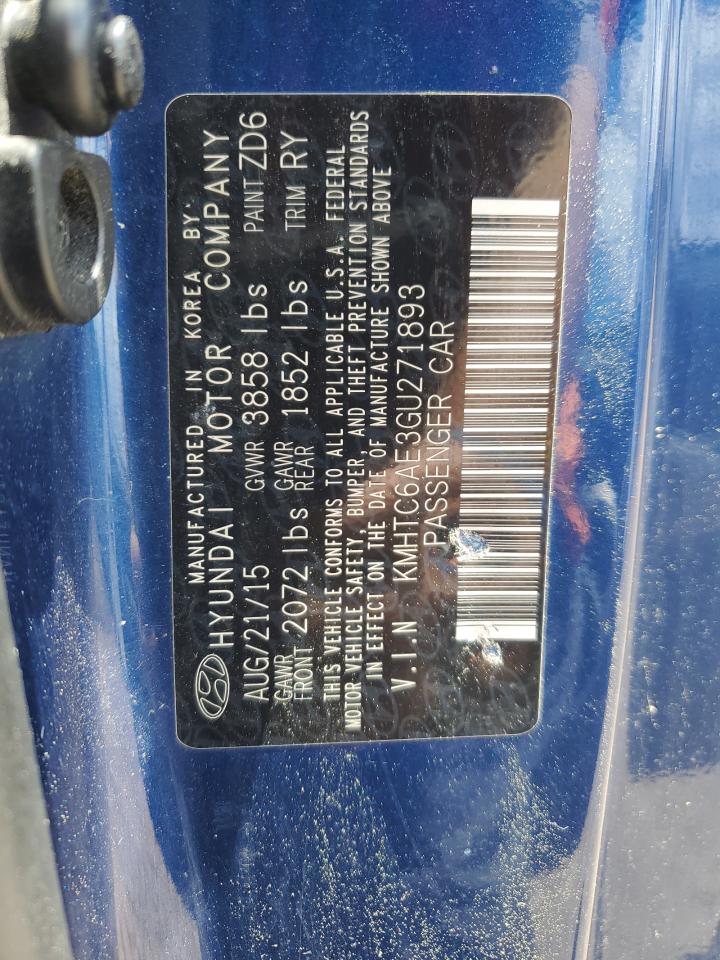 MANUFACTURED IN KOREA BY:
HYUNDAI MOTOR COMPANY
AUG/21/15 GVWR 3858 lbs PAINT ZD6
GAWR FRONT 2072 lbs GAWR REAR 1852 lbs TRIM RY
THIS VEHICLE CONFORMS TO ALL APPLICABLE U.S.A. FEDERAL
MOTOR VEHICLE SAFETY, BUMPER, AND THEFT PREVENTION STANDARDS
IN EFFECT ON THE DATE OF MANUFACTURE SHOWN ABOVE
V.I.N KMHTC6AE3GU271893
PASSENGER CAR